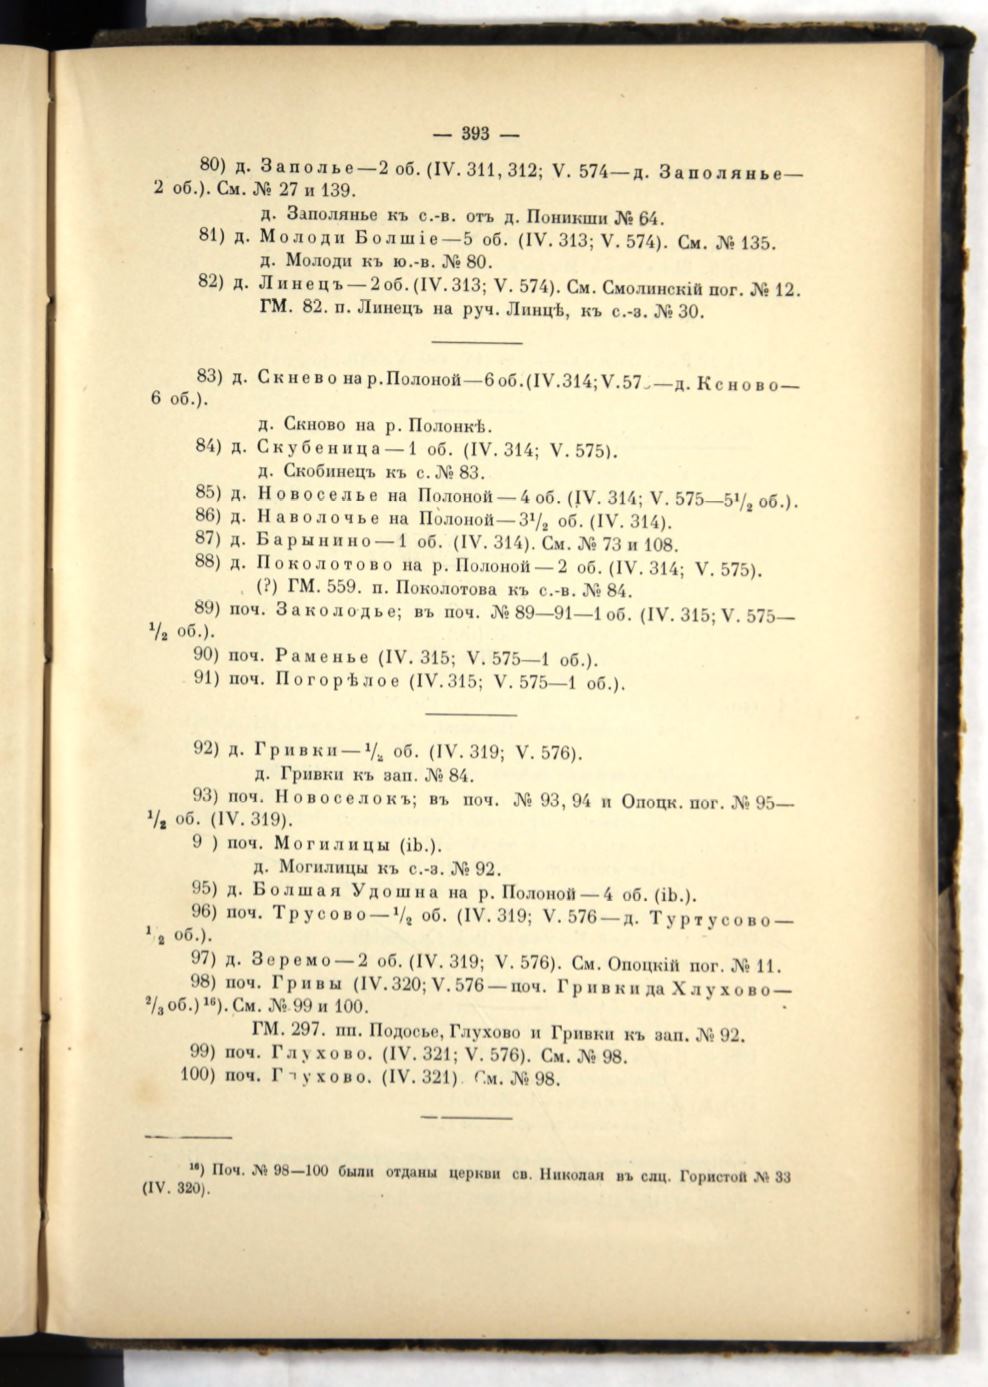 — 393 —
80) д. Заполье—2 об. (IV. 311, 312; V. 574—д. Заполянье—
2 об.). См. № 27 и 139.
д. Заполянье къ с.-в. отъ д. Поникши № 64.
81) д. Молоди Болшіе—5 об. (IV. 313; V. 574). См. № 135.
д. Молоди къ ю.-в. № 80.
82) д. Линецъ—2 об. (IV. 313; V. 574). См. Смолинскій пог. № 12.
ГМ. 82. п. Линецъ на руч. Линцѣ, къ с.-з. № 30.
83) д. Скнево на р. Полоной—6 об. (IV. 314; V. 57 —д. Ксново—
6 об.).
д. Скново на р. Полонкѣ.
84) д. Скубеница—1 об. (IV. 314; V. 575).
д. Скобинецъ къ с. № 83.
85) д. Новоселье на Полоной—4 об. (IV. 314; V. 575—5½ об.).
86) д. Наволочье на Полоной—3½ об. (IV. 314).
87) д. Барынино—1 об. (IV. 314). См. № 73 и 108.
88) д. Поколотово на р. Полоной—2 об. (IV. 314; V. 575).
(?) ГМ. 559. п. Поколотова къ с.-в. № 84.
89) поч. Заколодье; въ поч. № 89—91—1 об. (IV. 315; V. 575—
½ об.).
90) поч. Раменье (IV. 315; V. 575—1 об.).
91) поч. Погорѣлое (IV. 315; V. 575—1 об.).
92) д. Гривки—½ об. (IV. 319; V. 576).
д. Гривки къ зап. № 84.
93) поч. Новоселокъ; въ поч. № 93, 94 и Опоцк. пог. № 95—
½ об. (IV. 319).
9 ) поч. Могилицы (ib.).
д. Могилицы къ с.-з. № 92.
95) д. Болшая Удошна на р. Полоной—4 об. (ib.).
96) поч. Трусово—½ об. (IV. 319; V. 576—д. Туртусово—
1 2 об.).
97) д. Зеремо—2 об. (IV. 319; V. 576). См. Опоцкій пог. № 11.
98) поч. Гривы (IV. 320; V. 576—поч. Гривки да Хлухово—
⅔ об.) ¹⁶). См. № 99 и 100.
ГМ. 297. пп. Подосье, Глухово и Гривки къ зап. № 92.
99) поч. Глухово. (IV. 321; V. 576). См. № 98.
100) поч. Глухово. (IV. 321). См. № 98.
¹⁶) Поч. № 98—100 были отданы церкви св. Николая въ слц. Гористой № 33
(IV. 320).